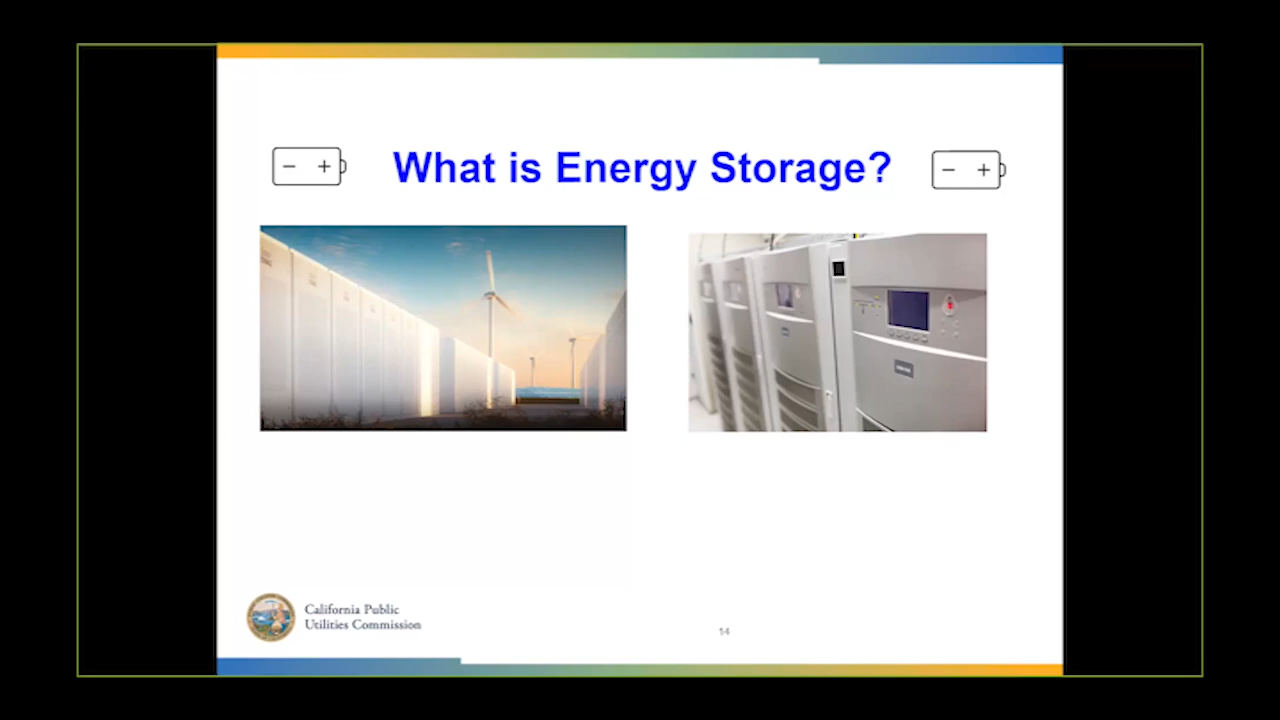 What is Energy Storage?
California Public
Utilities Commission
14